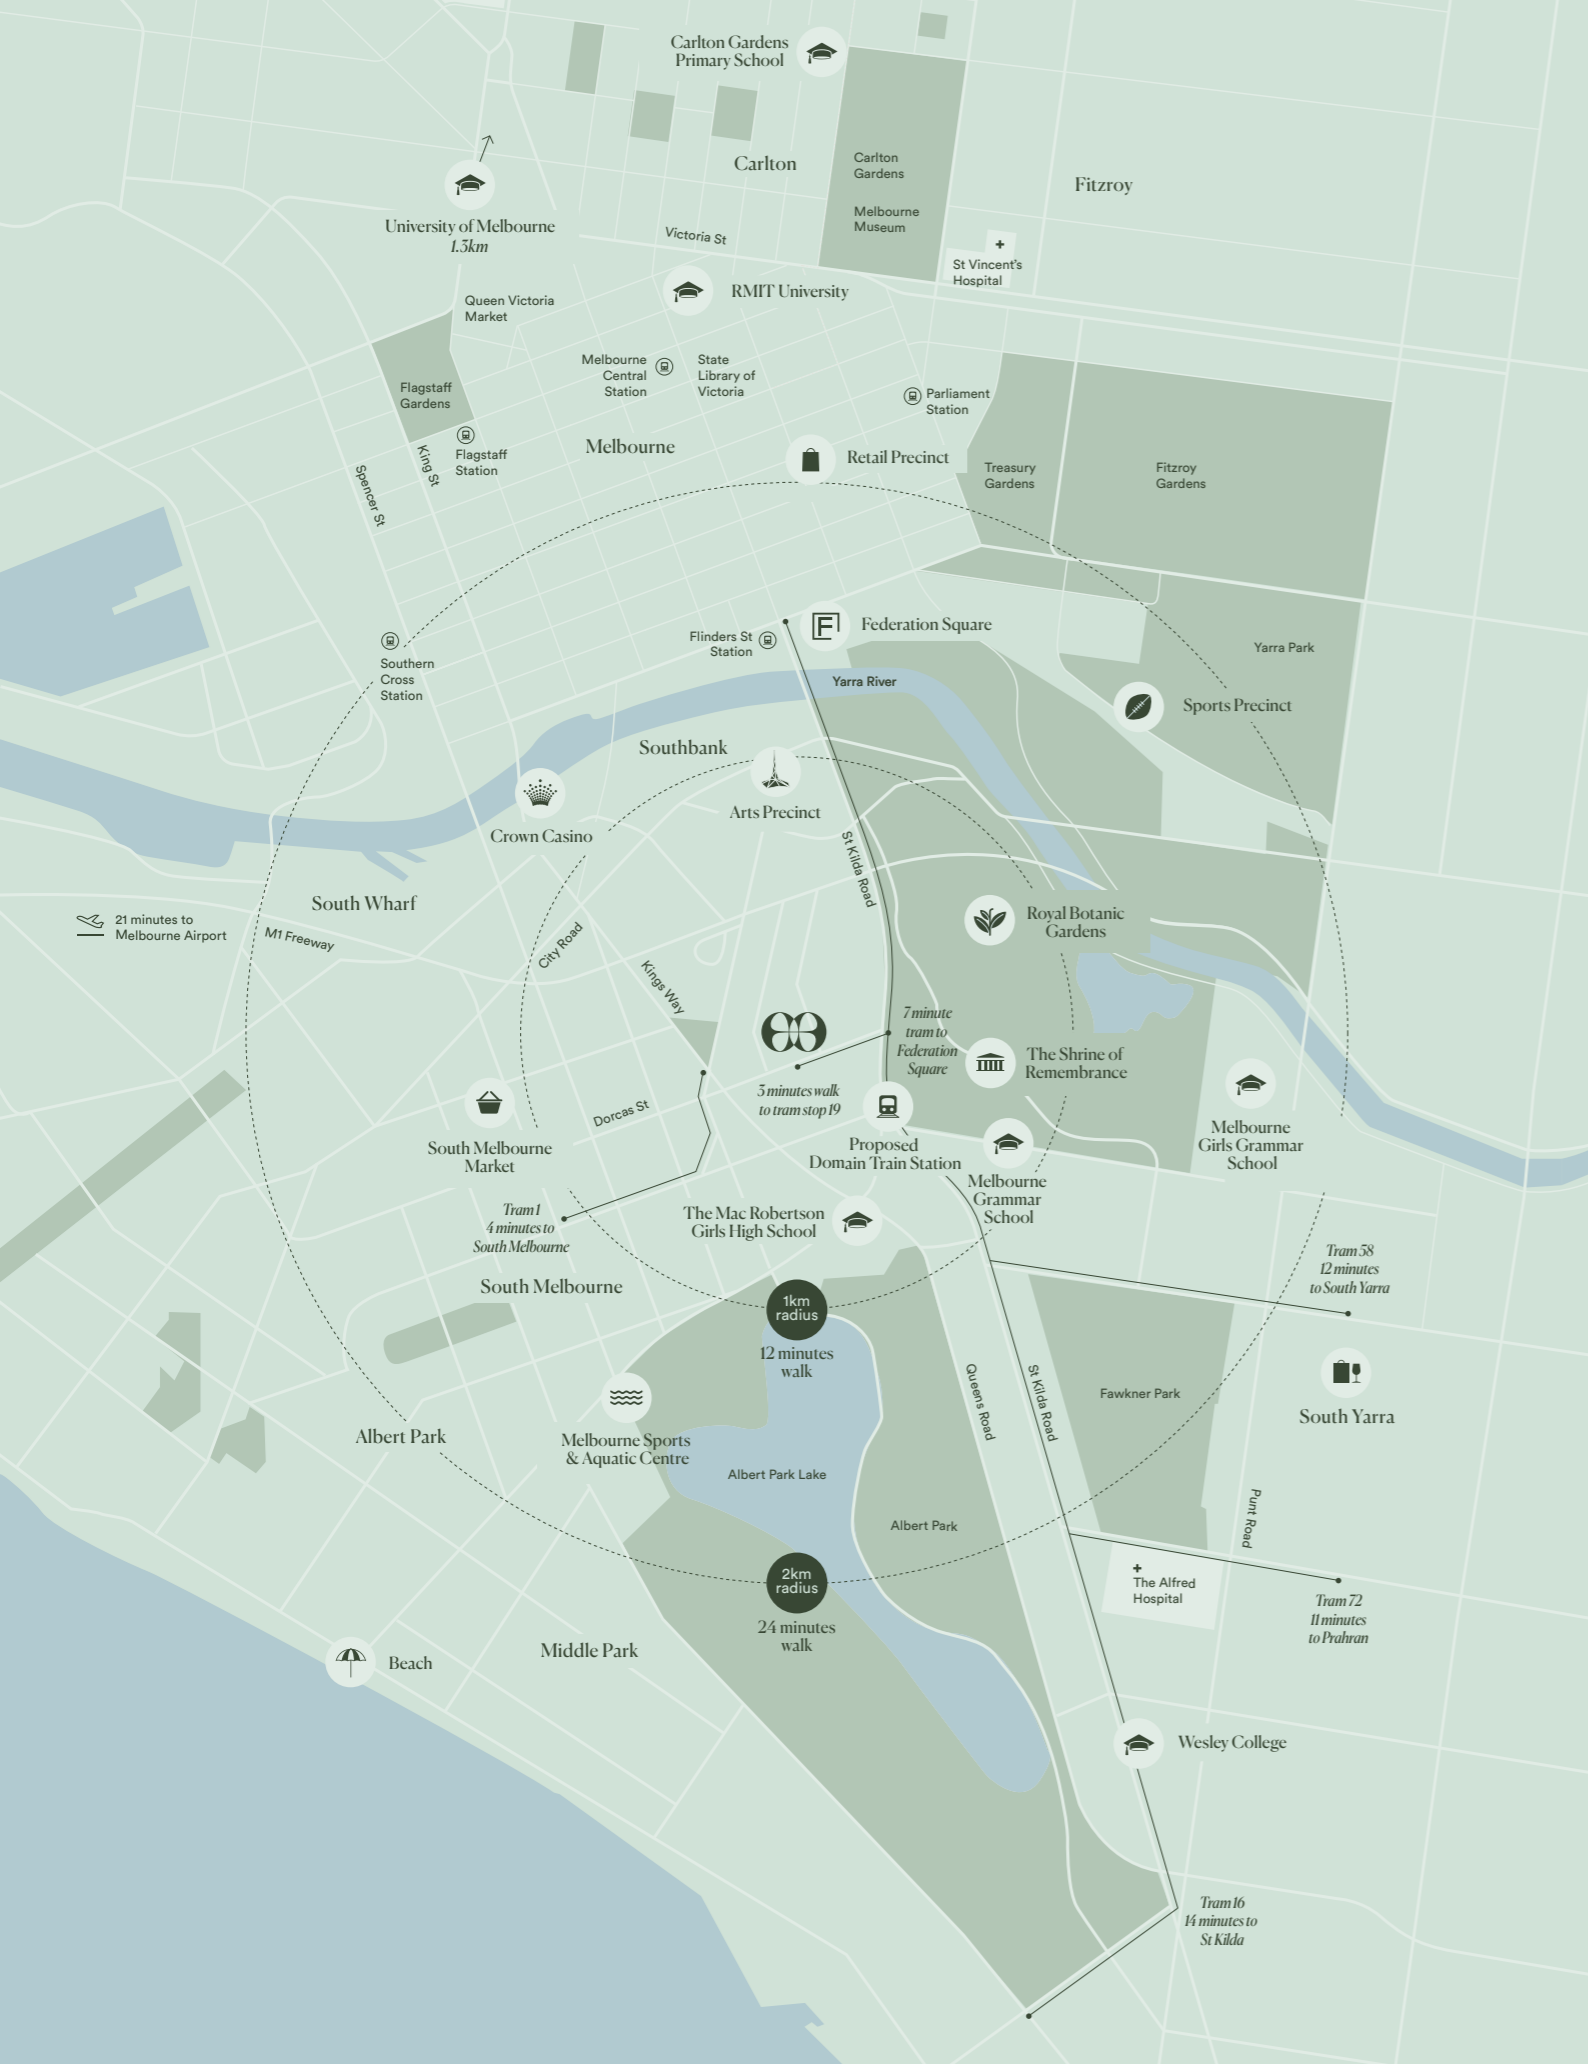 Carlton Gardens
Primary School
Carlton
Carlton
Gardens
Melbourne
Museum
Fitzroy
University of Melbourne
1.3km
Victoria St
St Vincent's
Hospital
RMIT University
Queen Victoria
Market
Melbourne
Central
Station
State
Library of
Victoria
Flagstaff
Gardens
Parliament
Station
Flagstaff
Station
King St
Spencer St
Melbourne
Retail Precinct
Treasury
Gardens
Fitzroy
Gardens
Southern
Cross
Station
Flinders St
Station
F
Federation Square
Yarra Park
Yarra River
Sports Precinct
Southbank
Arts Precinct
Crown Casino
St Kilda Road
South Wharf
21 minutes to
Melbourne Airport
M1 Freeway
City Road
Kings Way
Royal Botanic
Gardens
7 minute
tram to
Federation
Square
The Shrine of
Remembrance
3 minutes walk
to tram stop 19
Dorcas St
South Melbourne
Market
Proposed
Domain Train Station
Melbourne
Girls Grammar
School
Melbourne
Grammar
School
Tram 1
4 minutes to
South Melbourne
The Mac Robertson
Girls High School
South Melbourne
Tram 58
12 minutes
to South Yarra
1km
radius
12 minutes
walk
Queens Road
St Kilda Road
Fawkner Park
South Yarra
Albert Park
Melbourne Sports
& Aquatic Centre
Albert Park Lake
Albert Park
Punt Road
2km
radius
24 minutes
walk
The Alfred
Hospital
Tram 72
11 minutes
to Prahran
Middle Park
Beach
Wesley College
Tram 16
14 minutes to
St Kilda